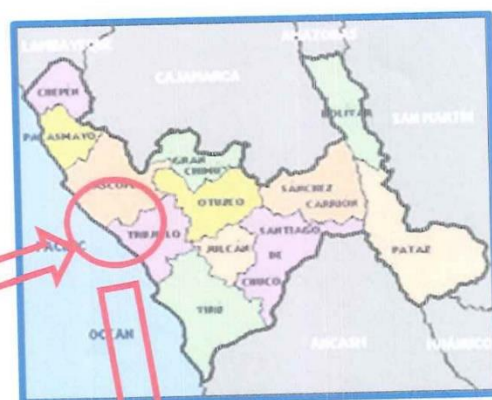 LAMBAYEQUE
AMAZONAS
CHEPEN
CAJAMARCA
BOLIVAR
SAN MARTIN
PACASMAYO
GRAN
CHIMU
ASCOPE
OTUZCO
SANCHEZ
CARRION
TRUJILLO
SANTIAGO
PACIFIC
JULCAN
DE
PATAZ
CHUCO
VIRU
OCEAN
ANCASH
HUANUCO